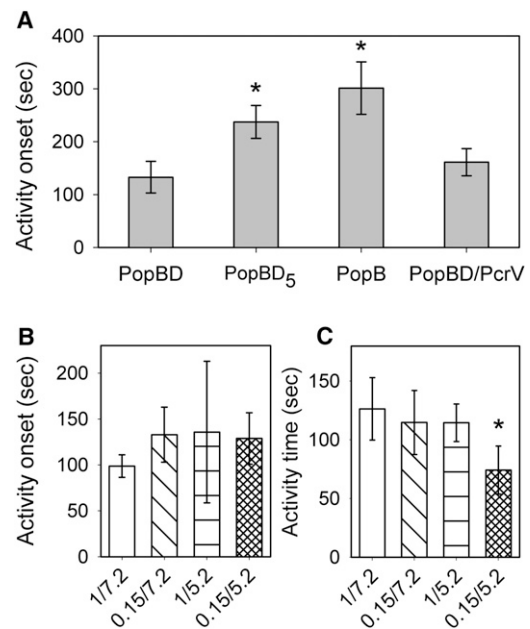 A
Activity onset (sec)
400
300
200
100
0
*
*
PopBD
PopBD5
PopB
PopBD/PcrV
B
Activity onset (sec)
200
150
100
50
0
1/7.2
0.15/7.2
1/5.2
0.15/5.2
C
Activity time (sec)
150
100
50
0
*
1/7.2
0.15/7.2
1/5.2
0.15/5.2